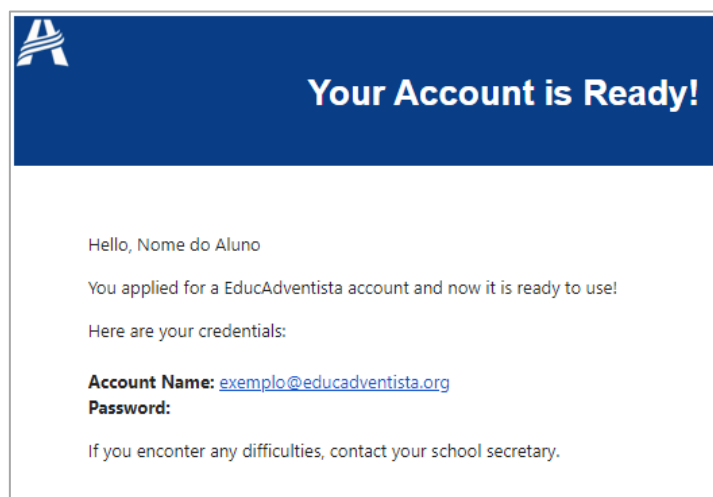 Your Account is Ready!
Hello, Nome do Aluno
You applied for a EducAdventista account and now it is ready to use!
Here are your credentials:
Account Name: exemplo@educadventista.org
Password:
If you enconter any difficulties, contact your school secretary.